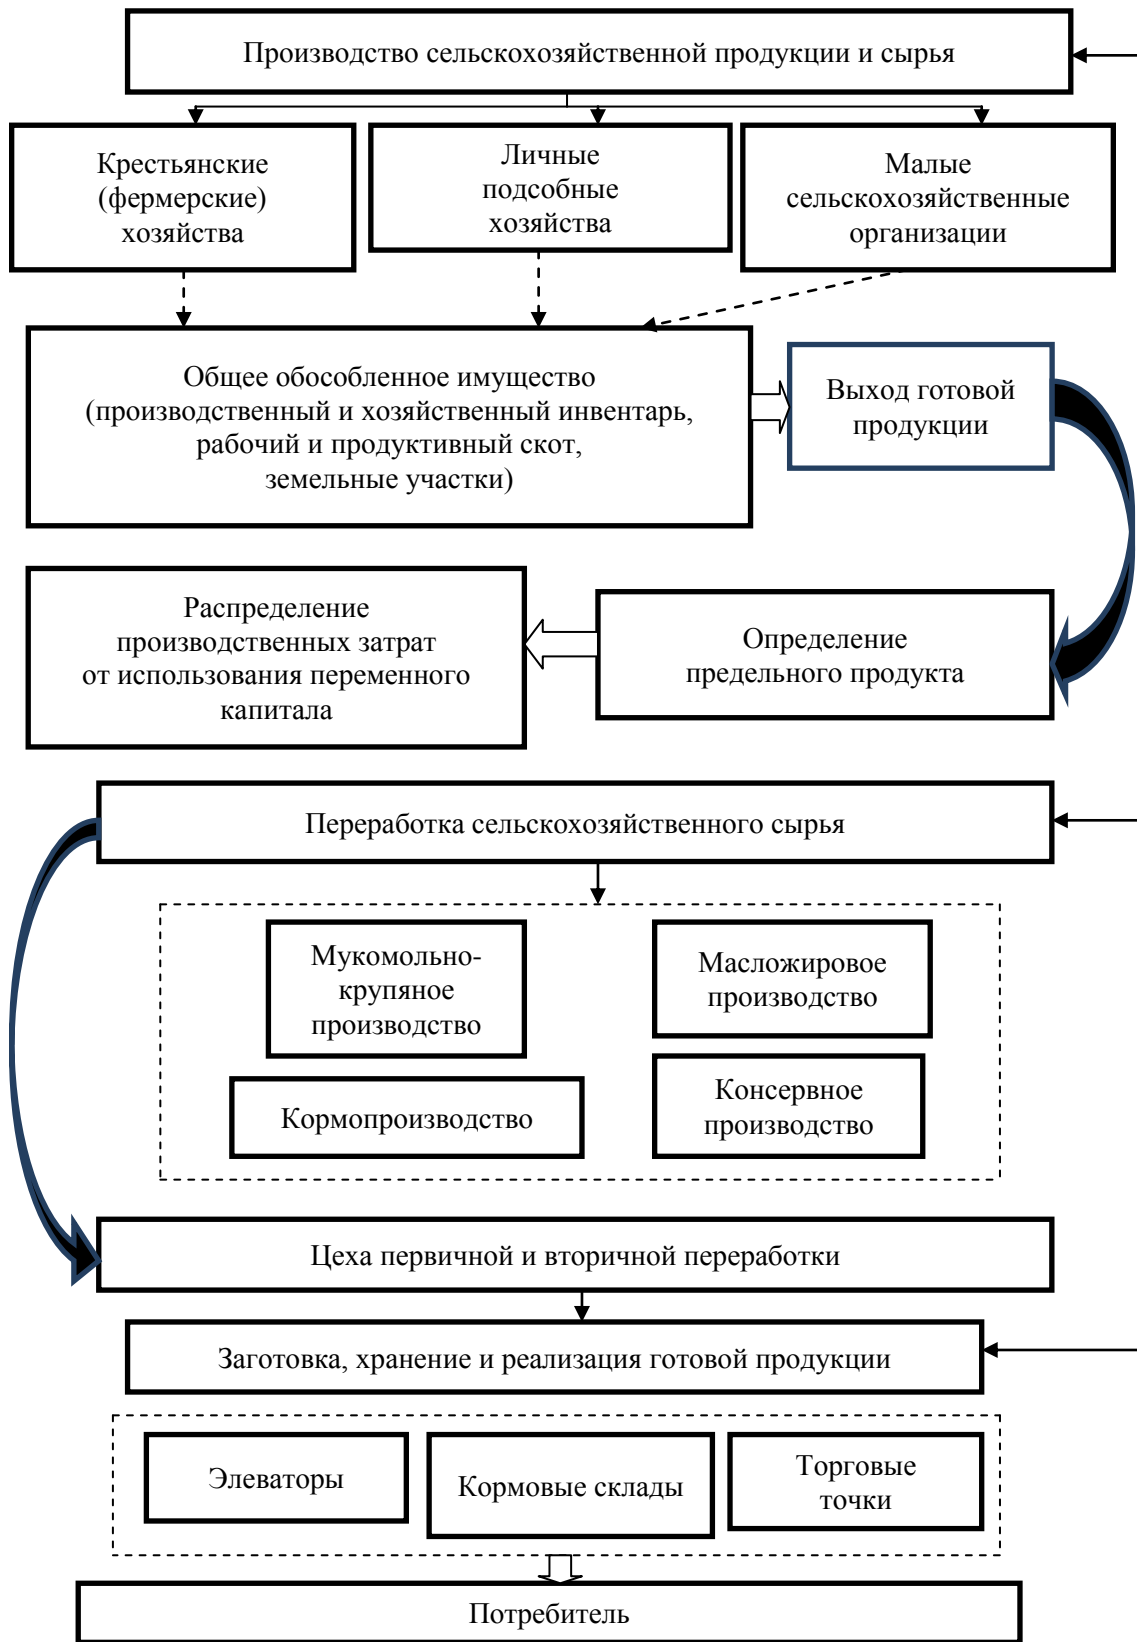 Производство сельскохозяйственной продукции и сырья
Крестьянские
(фермерские)
хозяйства
Личные
подсобные
хозяйства
Малые
сельскохозяйственные
организации
Общее обособленное имущество
(производственный и хозяйственный инвентарь,
рабочий и продуктивный скот,
земельные участки)
Выход готовой
продукции
Распределение
производственных затрат
от использования переменного
капитала
Определение
предельного продукта
Переработка сельскохозяйственного сырья
Мукомольно-
крупяное
производство
Масложировое
производство
Кормопроизводство
Консервное
производство
Цеха первичной и вторичной переработки
Заготовка, хранение и реализация готовой продукции
Элеваторы
Кормовые склады
Торговые
точки
Потребитель